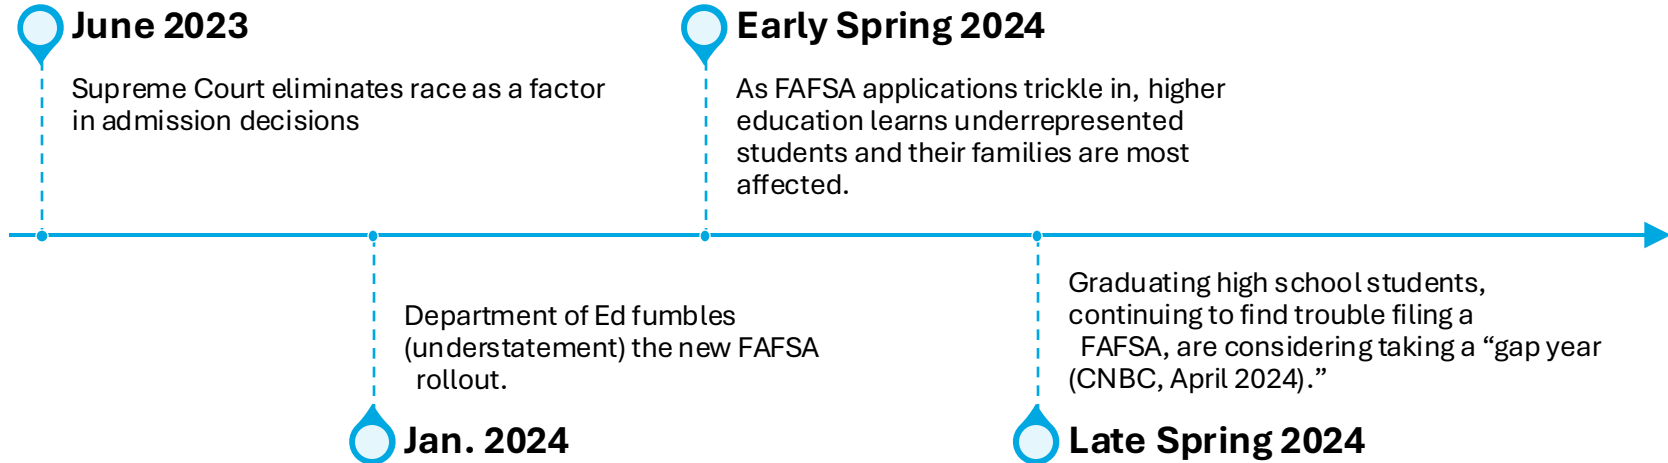 June 2023
Supreme Court eliminates race as a factor
in admission decisions
Department of Ed fumbles
(understatement) the new FAFSA
rollout.
Jan. 2024
Early Spring 2024
As FAFSA applications trickle in, higher
education learns underrepresented
students and their families are most
affected.
Graduating high school students,
continuing to find trouble filing a
FAFSA, are considering taking a “gap year
(CNBC, April 2024).”
Late Spring 2024